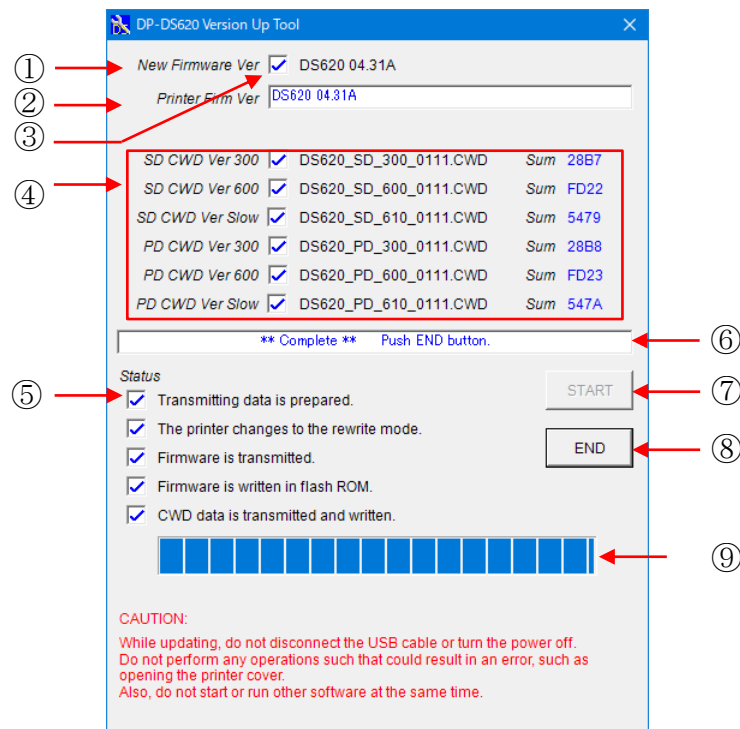 DP-DS620 Version Up Tool
① New Firmware Ver DS620 04.31A
② Printer Firm Ver DS620 04.31A
③
④
SD CWD Ver 300 DS620_SD_300_0111.CWD Sum 28B7
SD CWD Ver 600 DS620_SD_600_0111.CWD Sum FD22
SD CWD Ver Slow DS620_SD_610_0111.CWD Sum 5479
PD CWD Ver 300 DS620_PD_300_0111.CWD Sum 28B8
PD CWD Ver 600 DS620_PD_600_0111.CWD Sum FD23
PD CWD Ver Slow DS620_PD_610_0111.CWD Sum 547A
** Complete ** Push END button. ⑥
Status
⑤ Transmitting data is prepared. START ⑦
The printer changes to the rewrite mode.
Firmware is transmitted. END ⑧
Firmware is written in flash ROM.
CWD data is transmitted and written.
⑨
CAUTION:
While updating, do not disconnect the USB cable or turn the power off.
Do not perform any operations such that could result in an error, such as
opening the printer cover.
Also, do not start or run other software at the same time.